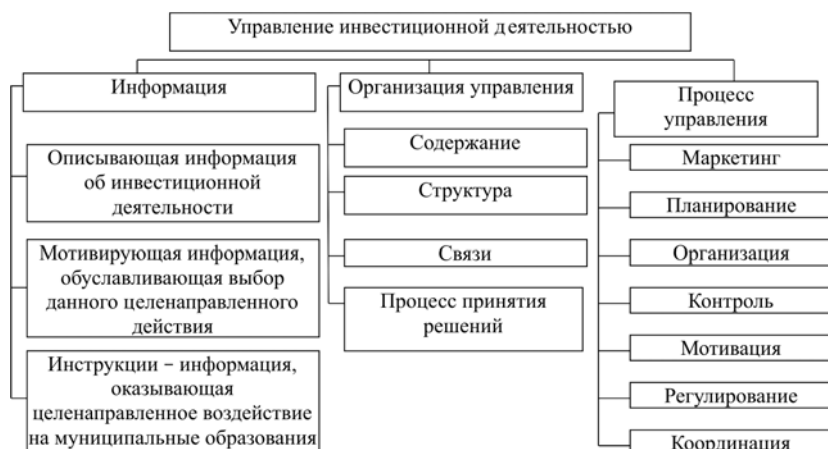 Управление инвестиционной деятельностью
Информация
Описывающая информация
об инвестиционной
деятельности
Мотивирующая информация,
обуславливающая выбор
данного целенаправленного
действия
Инструкции – информация,
оказывающая
целенаправленное воздействие
на муниципальные образования
Организация управления
Содержание
Структура
Связи
Процесс принятия
решений
Процесс
управления
Маркетинг
Планирование
Организация
Контроль
Мотивация
Регулирование
Координация